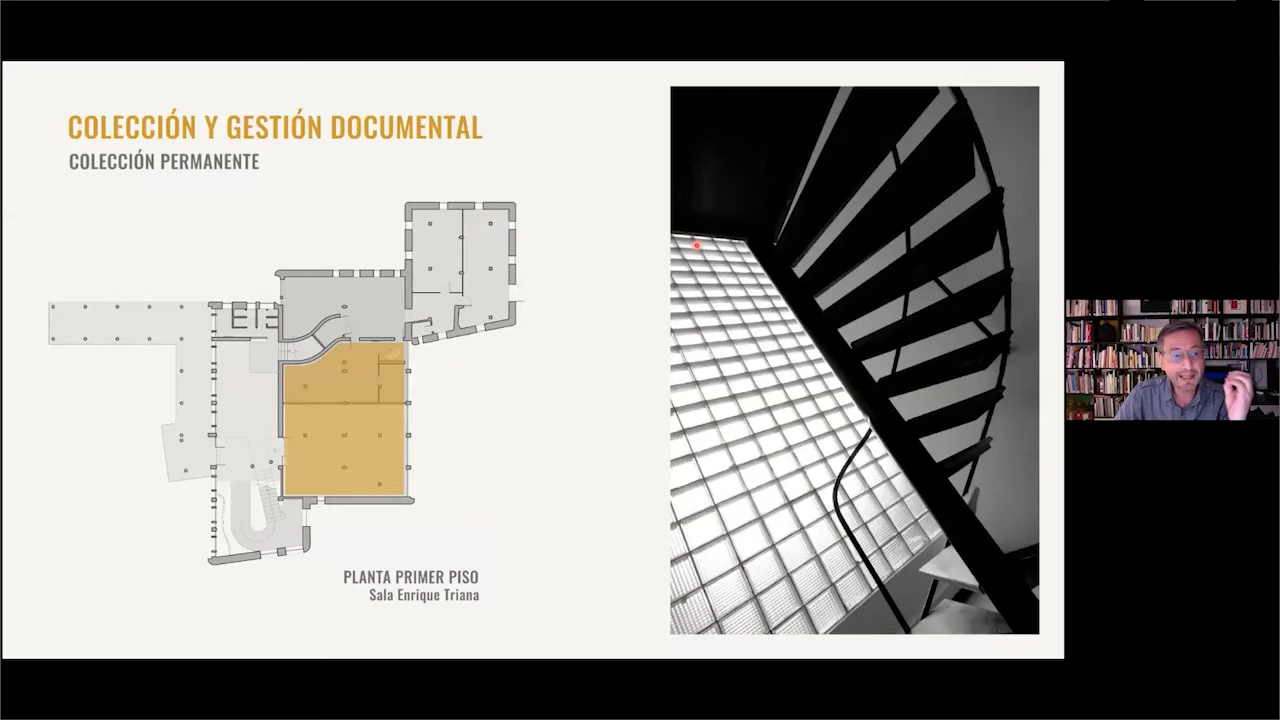 COLECCIÓN Y GESTIÓN DOCUMENTAL
COLECCIÓN PERMANENTE
PLANTA PRIMER PISO
Sala Enrique Triana